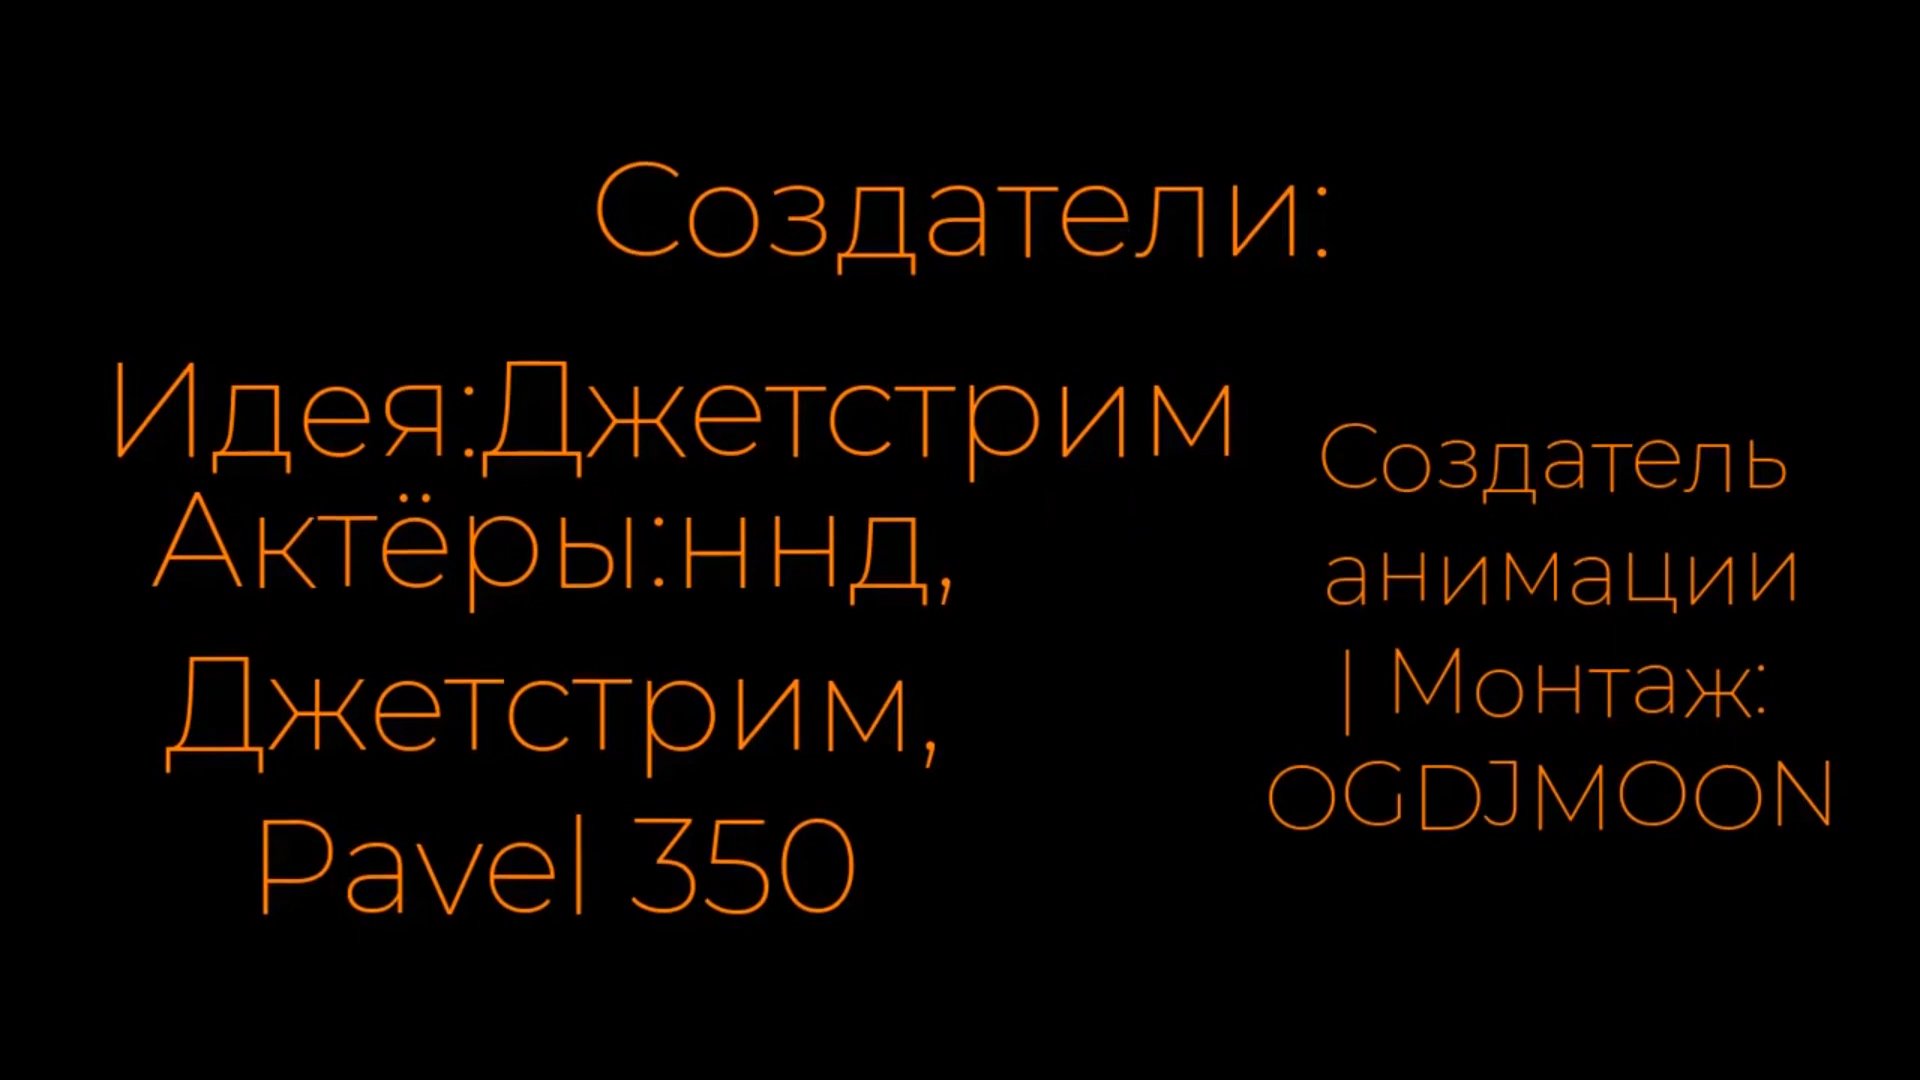 Создатели:
Идея:Джетстрим
Актёры:ннд,
Джетстрим,
Pavel 350
Создатель
анимации
| Монтаж:
OGDJMOON